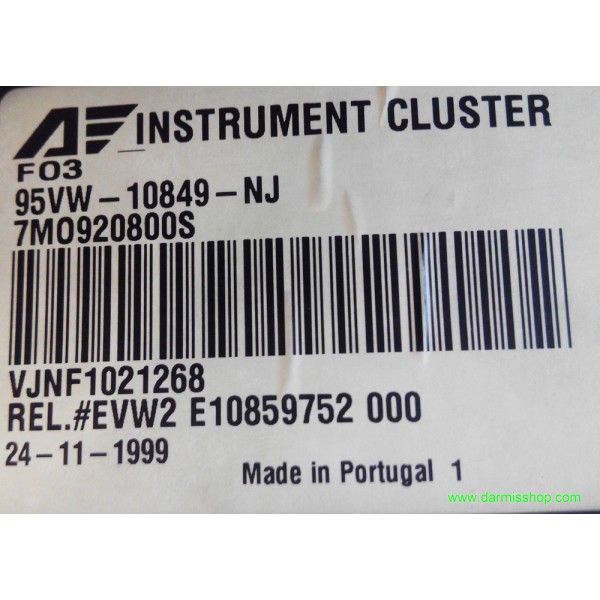 AF INSTRUMENT CLUSTER
F03
95VW-10849-NJ
7M0920800S
VJNF1021268
REL.#EVW2 E10859752 000
24-11-1999
Made in Portugal 1
www.darmisshop.com